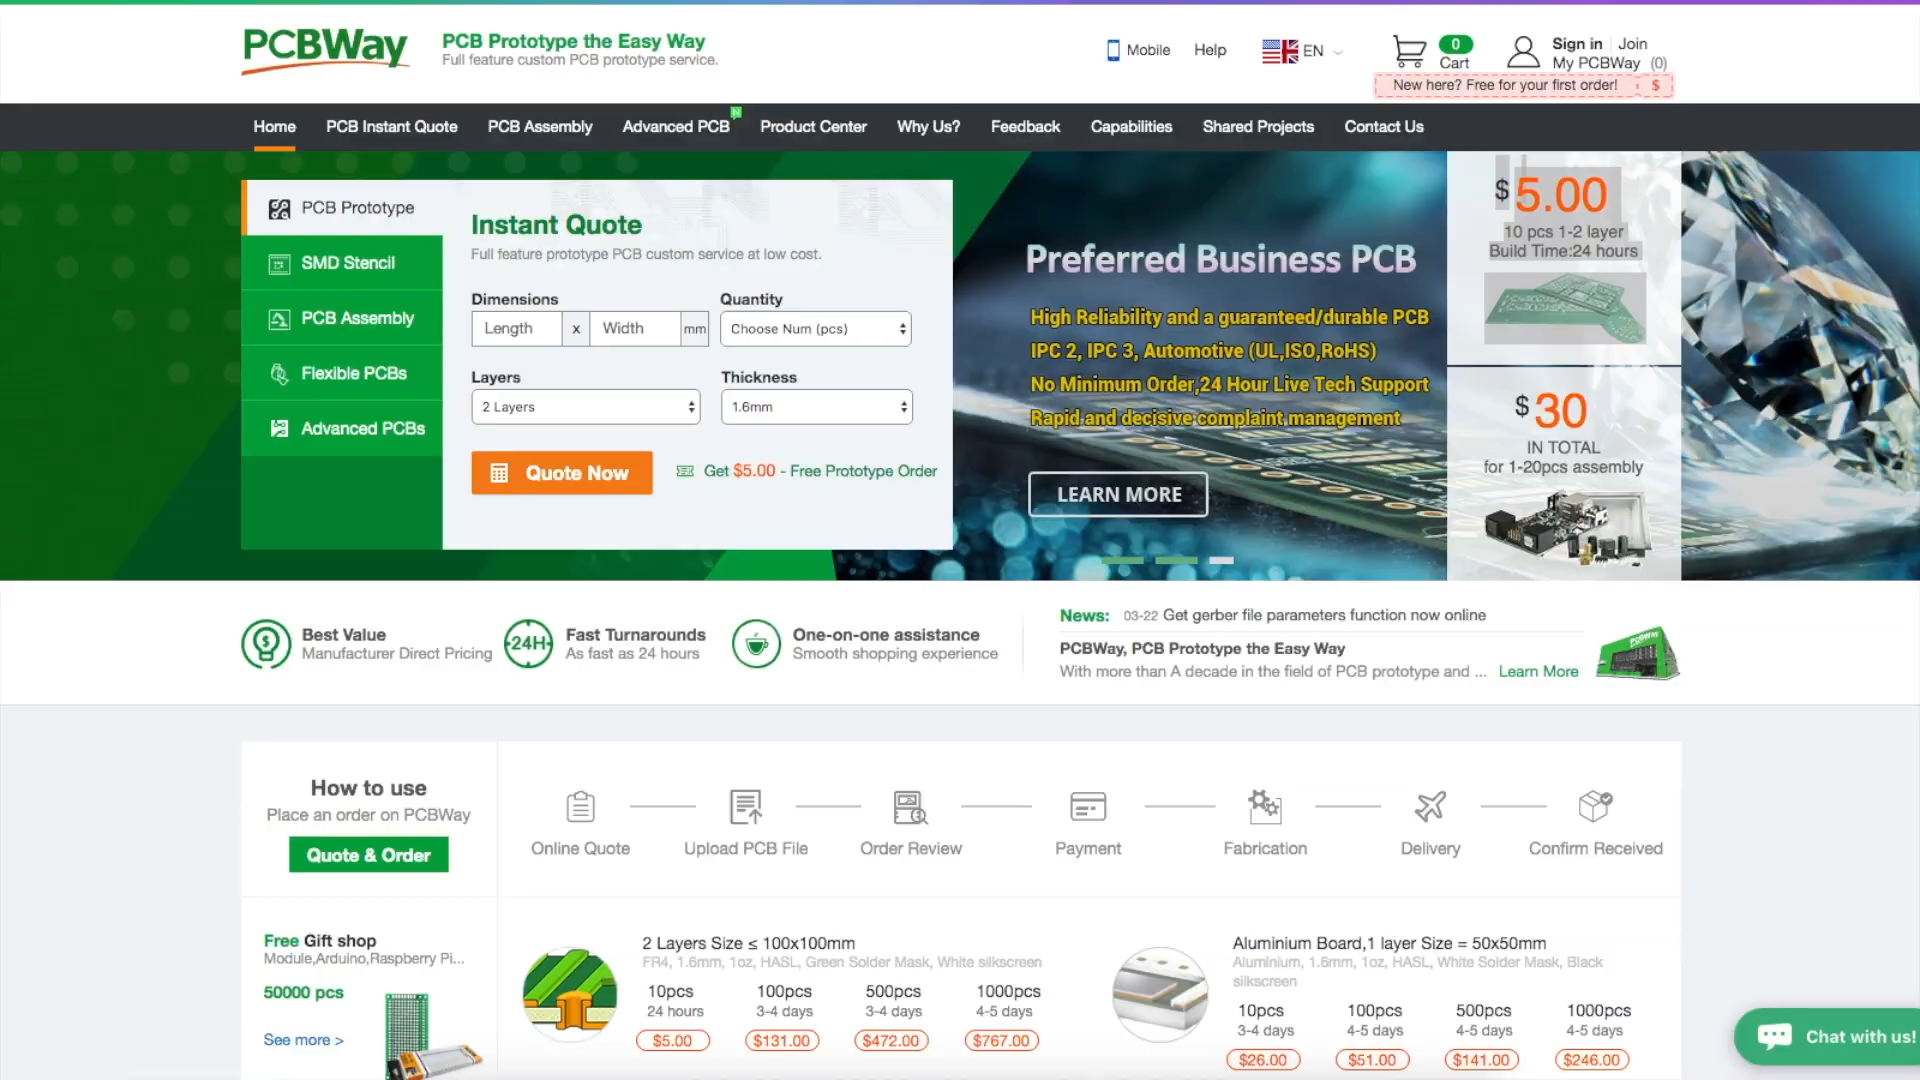 PCBWay
PCB Prototype the Easy Way
Full feature custom PCB prototype service.
Mobile
Help
EN
0
Cart
Sign in
Join
My PCBWay (0)
New here? Free for your first order! $
Home
PCB Instant Quote
PCB Assembly
Advanced PCB
N
Product Center
Why Us?
Feedback
Capabilities
Shared Projects
Contact Us
PCB Prototype
SMD Stencil
PCB Assembly
Flexible PCBs
Advanced PCBs
Instant Quote
Full feature prototype PCB custom service at low cost.
Dimensions
Quantity
Length x Width mm
Choose Num (pcs)
Layers
Thickness
2 Layers
1.6mm
Quote Now
Get $5.00 - Free Prototype Order
Preferred Business PCB
High Reliability and a guaranteed/durable PCB
IPC 2, IPC 3, Automotive (UL,ISO,RoHS)
No Minimum Order,24 Hour Live Tech Support
Rapid and decisive complaint management
LEARN MORE
$5.00
10 pcs 1-2 layer
Build Time:24 hours
$30
IN TOTAL
for 1-20pcs assembly
Best Value
Manufacturer Direct Pricing
24H
Fast Turnarounds
As fast as 24 hours
One-on-one assistance
Smooth shopping experience
News: 03-22 Get gerber file parameters function now online
PCBWay, PCB Prototype the Easy Way
With more than A decade in the field of PCB prototype and ... Learn More
PCBWay
How to use
Place an order on PCBWay
Quote & Order
Online Quote
Upload PCB File
Order Review
Payment
Fabrication
Delivery
Confirm Received
Free Gift shop
Module,Arduino,Raspberry Pi...
50000 pcs
See more >
2 Layers Size ≤ 100x100mm
FR4, 1.6mm, 1oz, HASL, Green Solder Mask, White silkscreen
10pcs 100pcs 500pcs 1000pcs
24 hours 3-4 days 3-4 days 4-5 days
$5.00 $131.00 $472.00 $767.00
Aluminium Board,1 layer Size = 50x50mm
Aluminium, 1.6mm, 1oz, HASL, White Solder Mask, Black
silkscreen
10pcs 100pcs 500pcs 1000pcs
3-4 days 4-5 days 4-5 days 4-5 days
$26.00 $51.00 $141.00 $246.00
Chat with us!